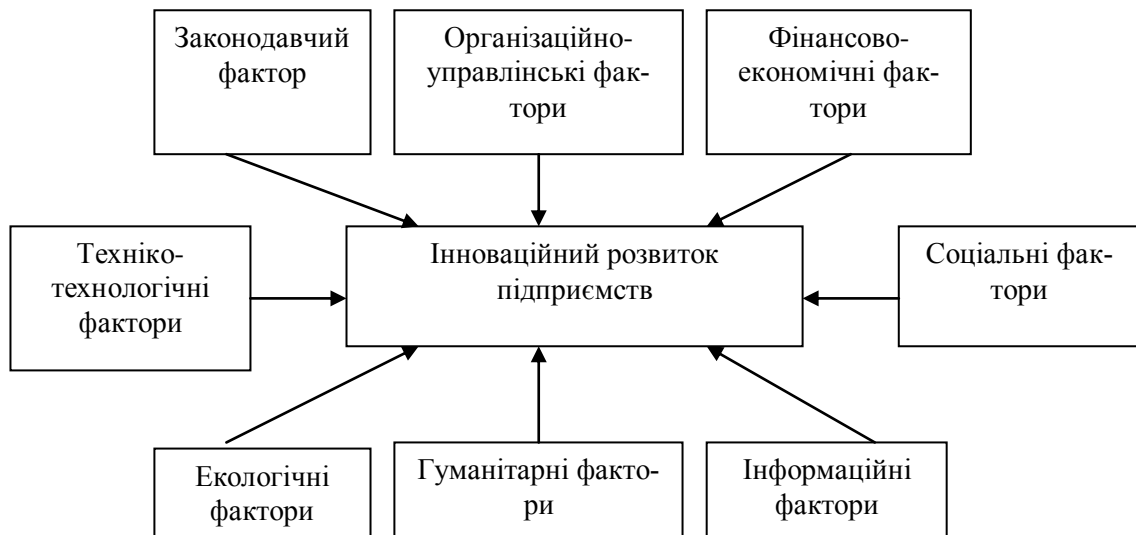 Законодавчий
фактор
Організаційно-
управлінські фак-
тори
Фінансово-
економічні фак-
тори
Техніко-
технологічні
фактори
Інноваційний розвиток
підприємств
Соціальні фак-
тори
Екологічні
фактори
Гуманітарні факто-
ри
Інформаційні
фактори